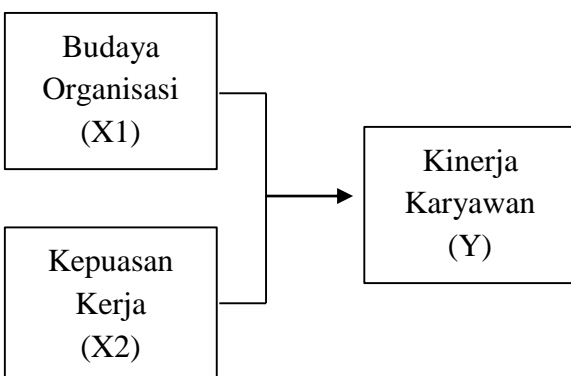 Budaya
Organisasi
(X1)
Kepuasan
Kerja
(X2)
Kinerja
Karyawan
(Y)